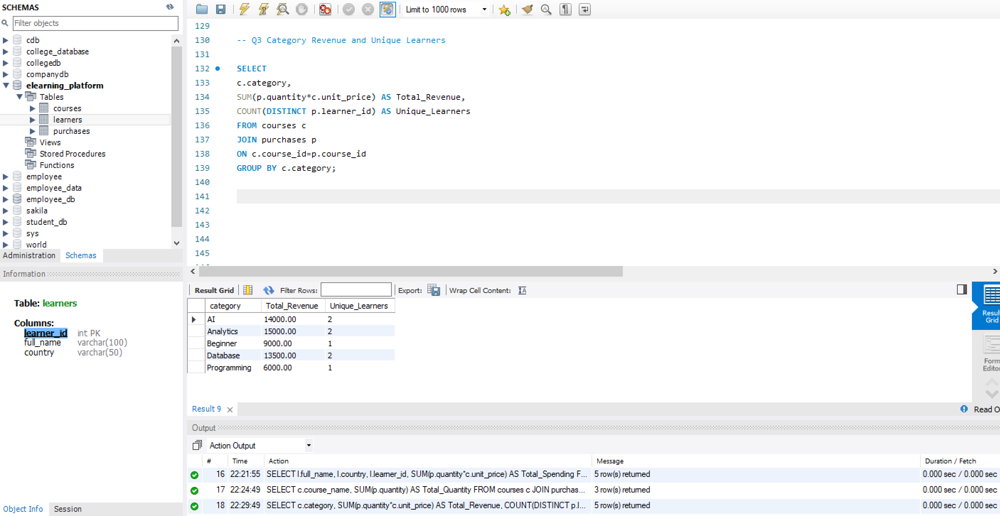 SCHEMAS
Filter objects
cdb
college_database
collegedb
companydb
elearning_platform
Tables
courses
learners
purchases
Views
Stored Procedures
Functions
employee
employee_data
employee_db
sakila
student_db
sys
world
Administration Schemas
Information
Table: learners
Columns:
learner_id int PK
full_name varchar(100)
country varchar(50)
Object Info Session
Limit to 1000 rows
129
130 -- Q3 Category Revenue and Unique Learners
131
132 SELECT
133 c.category,
134 SUM(p.quantity*c.unit_price) AS Total_Revenue,
135 COUNT(DISTINCT p.learner_id) AS Unique_Learners
136 FROM courses c
137 JOIN purchases p
138 ON c.course_id=p.course_id
139 GROUP BY c.category;
140
141
142
143
144
145
Result Grid Filter Rows: Export: Wrap Cell Content:
category Total_Revenue Unique_Learners
AI 14000.00 2
Analytics 15000.00 2
Beginner 9000.00 1
Database 13500.00 2
Programming 6000.00 1
Result
Grid
Form
Editor
Result 9 Read O
Output
Action Output
# Time Action Message Duration / Fetch
16 22:21:55 SELECT l.full_name, l.country, l.learner_id, SUM(p.quantity*c.unit_price) AS Total_Spending F... 5 row(s) returned 0.000 sec / 0.000 sec
17 22:24:49 SELECT c.course_name, SUM(p.quantity) AS Total_Quantity FROM courses c JOIN purchas... 3 row(s) returned 0.000 sec / 0.000 sec
18 22:29:49 SELECT c.category, SUM(p.quantity*c.unit_price) AS Total_Revenue, COUNT(DISTINCT p.l... 5 row(s) returned 0.000 sec / 0.000 sec